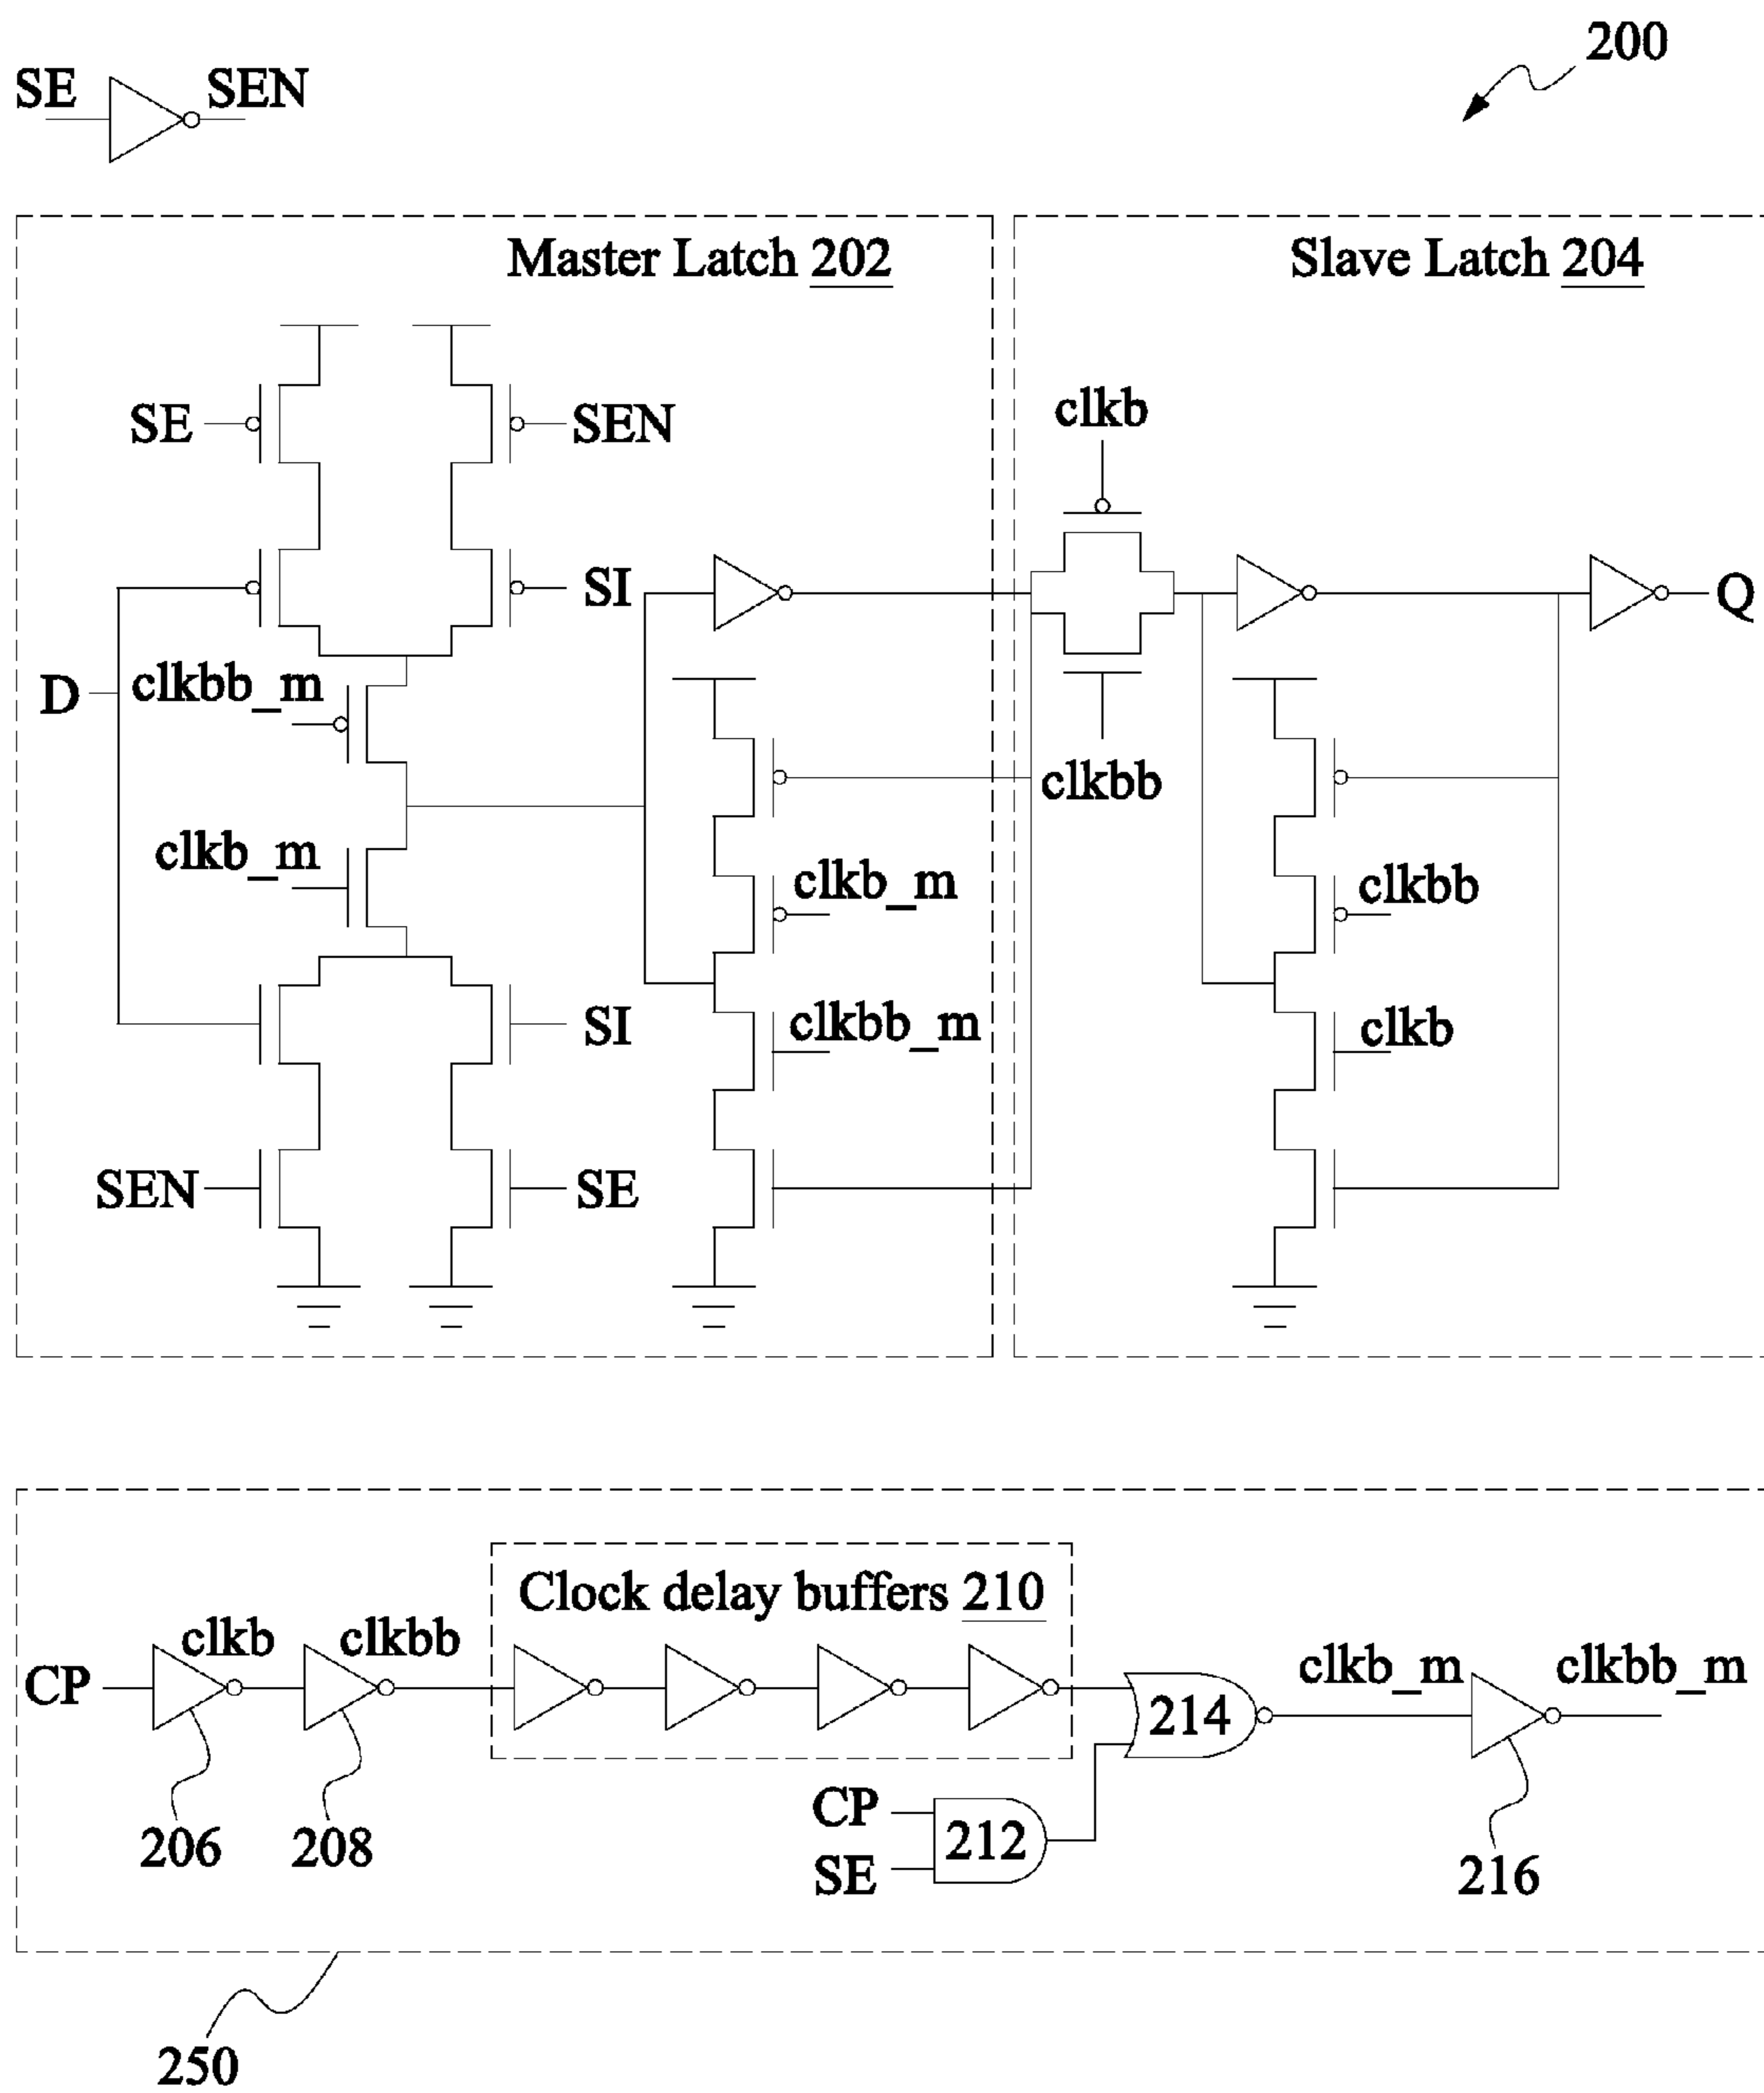 200
SE SEN
Master Latch 202
Slave Latch 204
SE
SEN
clkb
SI
Q
D
clkbb_m
clkbb
clkb_m
clkb_m
clkbb
SI
clkbb_m
clkb
SEN
SE
Clock delay buffers 210
CP
clkb
clkbb
clkb_m
clkbb_m
214
CP
SE
212
206
208
216
250